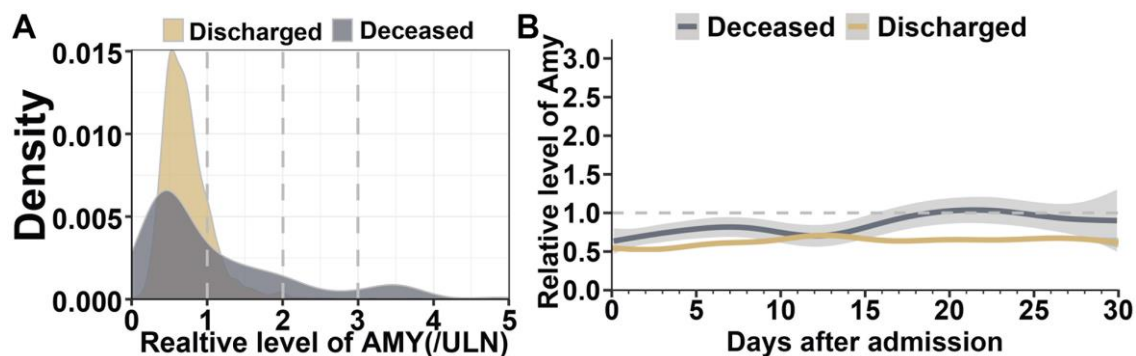 A
Discharged Deceased
0.015
0.010
0.005
0.000
Density
0 1 2 3 4 5
Realtive level of AMY(/ULN)
B
Deceased Discharged
3.0
2.5
2.0
1.5
1.0
0.5
0.0
Relative level of Amy
0 5 10 15 20 25 30
Days after admission